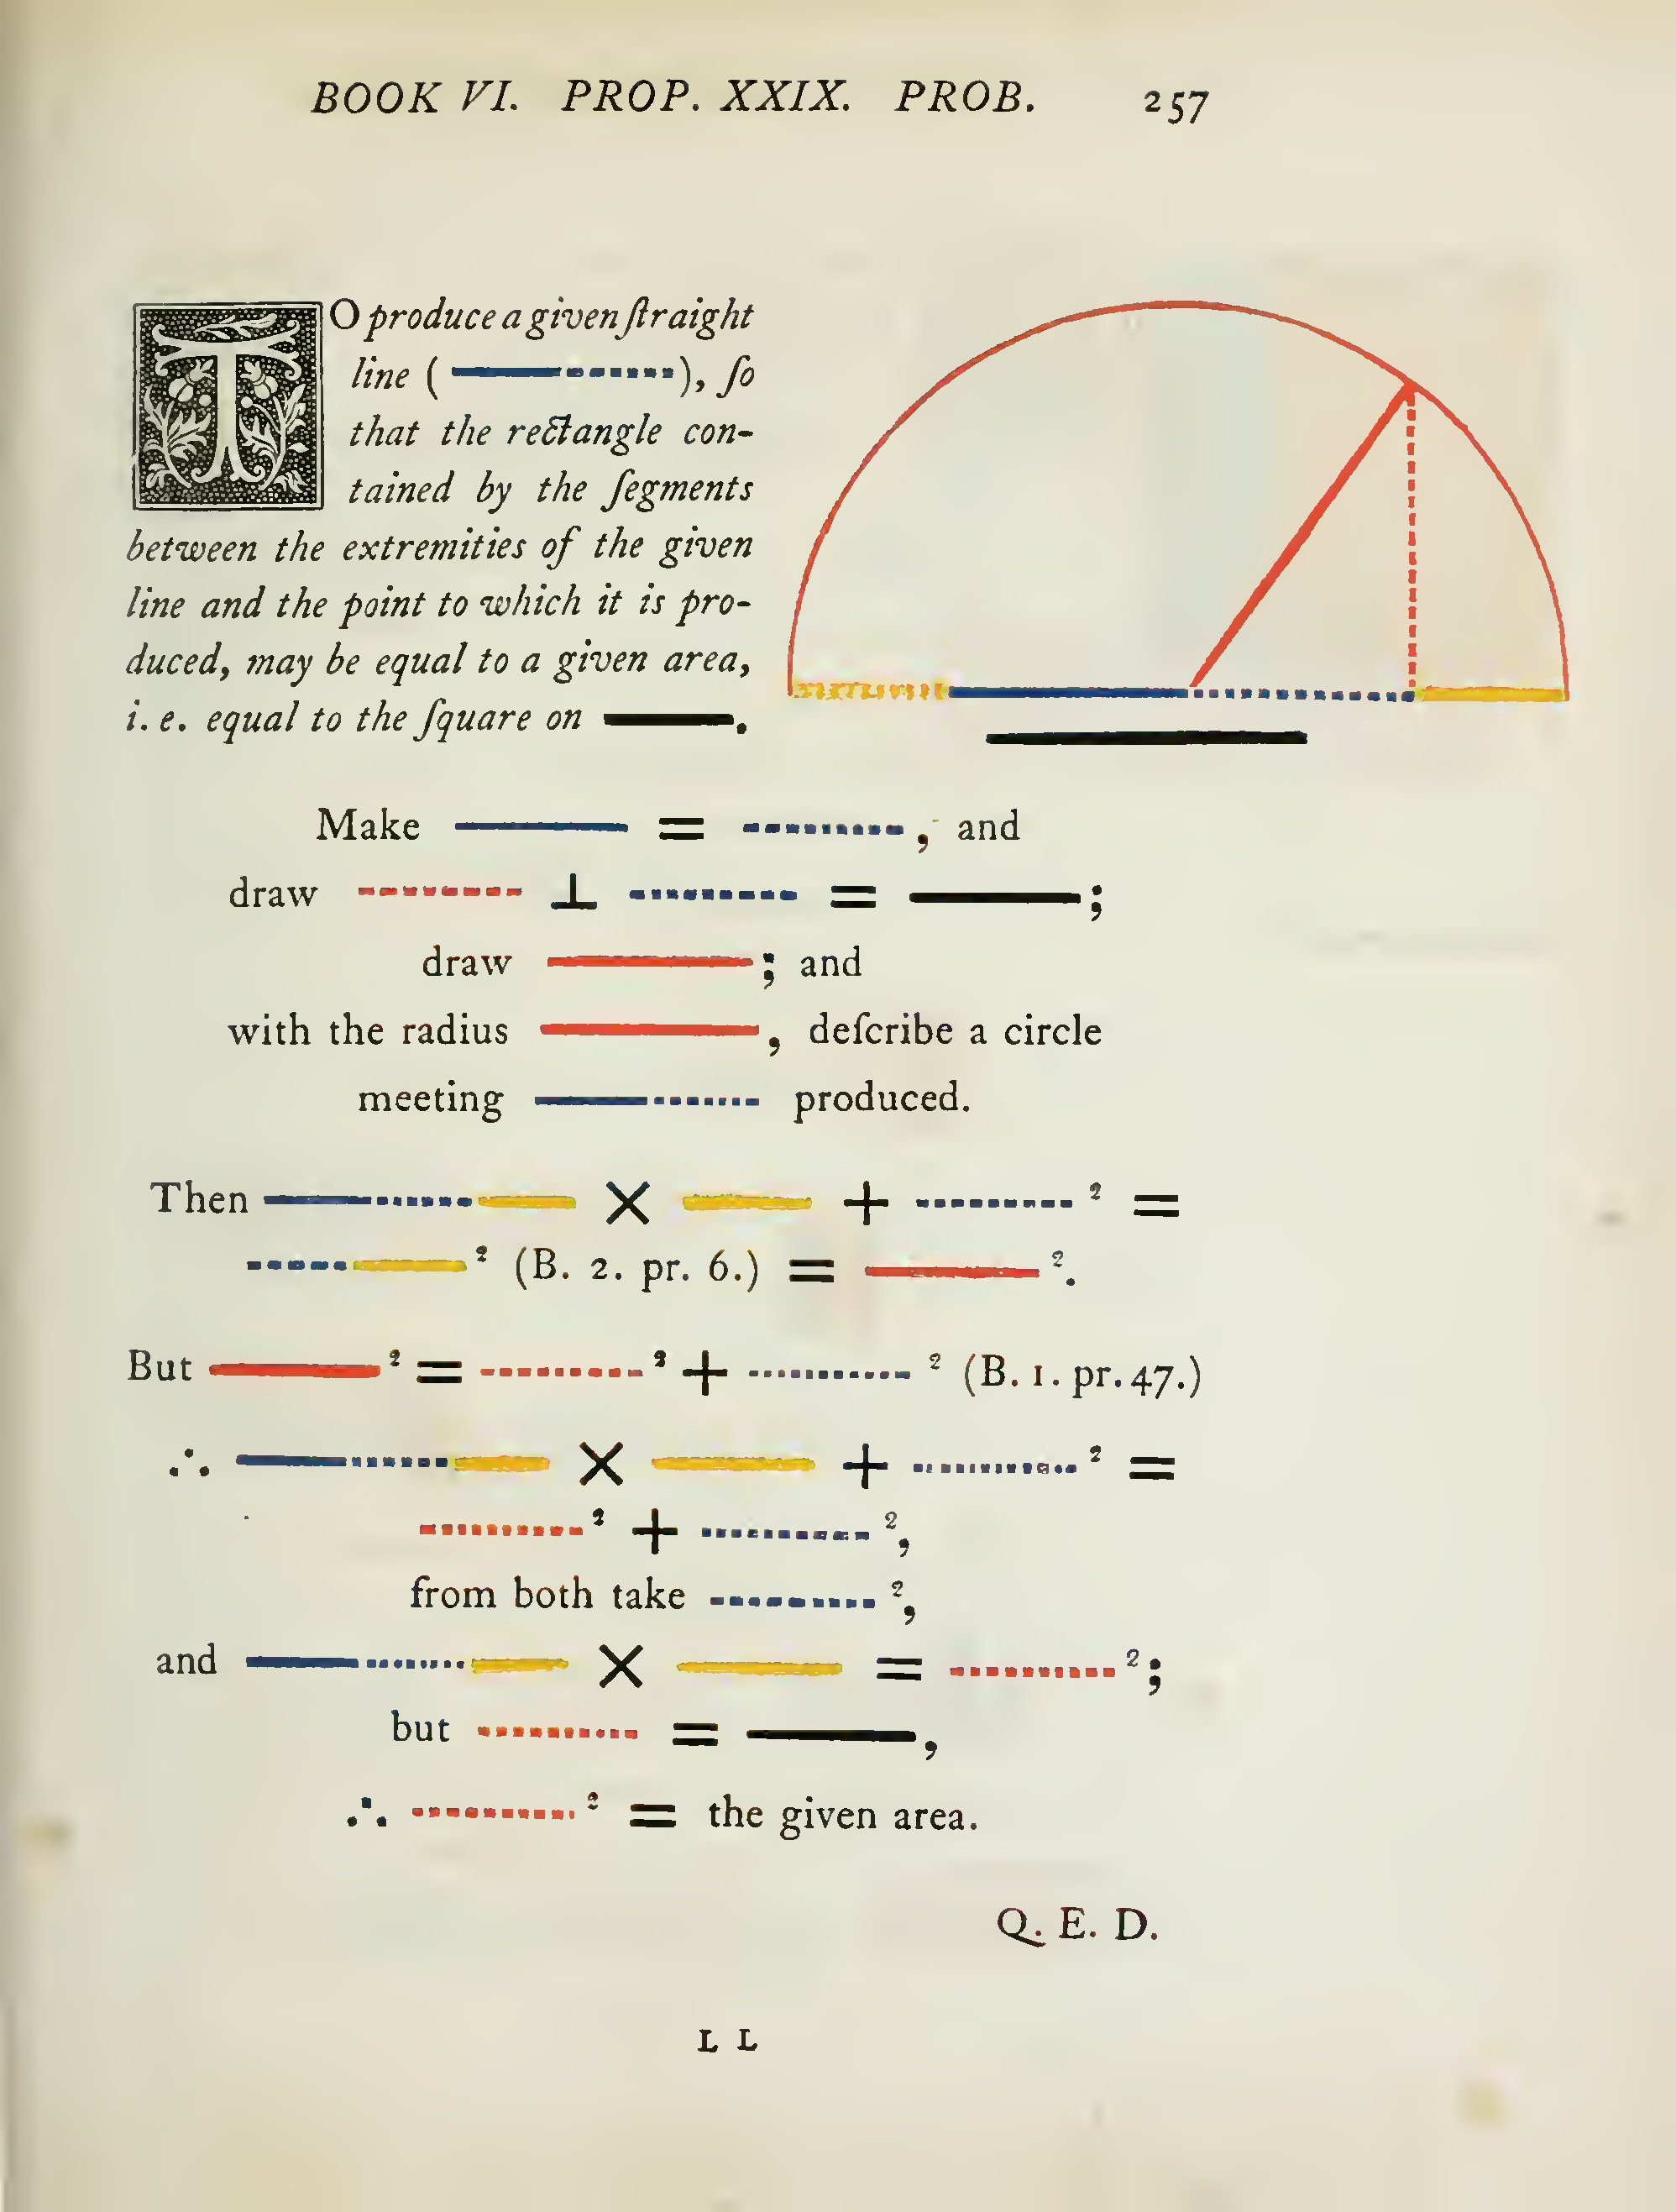 BOOK VI. PROP. XXIX. PROB. 257
TO produce a given ſtraight
line ( ), ſo
that the rectangle con-
tained by the ſegments
between the extremities of the given
line and the point to which it is pro-
duced, may be equal to a given area,
i. e. equal to the ſquare on .
Make = , and
draw ⊥ = ;
draw ; and
with the radius , deſcribe a circle
meeting produced.
Then × + ² =
² (B. 2. pr. 6.) = ².
But ² = ² + ² (B. 1. pr. 47.)
∴ × + ² =
² + ²,
from both take ²,
and × = ²;
but = ,
∴ ² = the given area.
Q. E. D.
L L